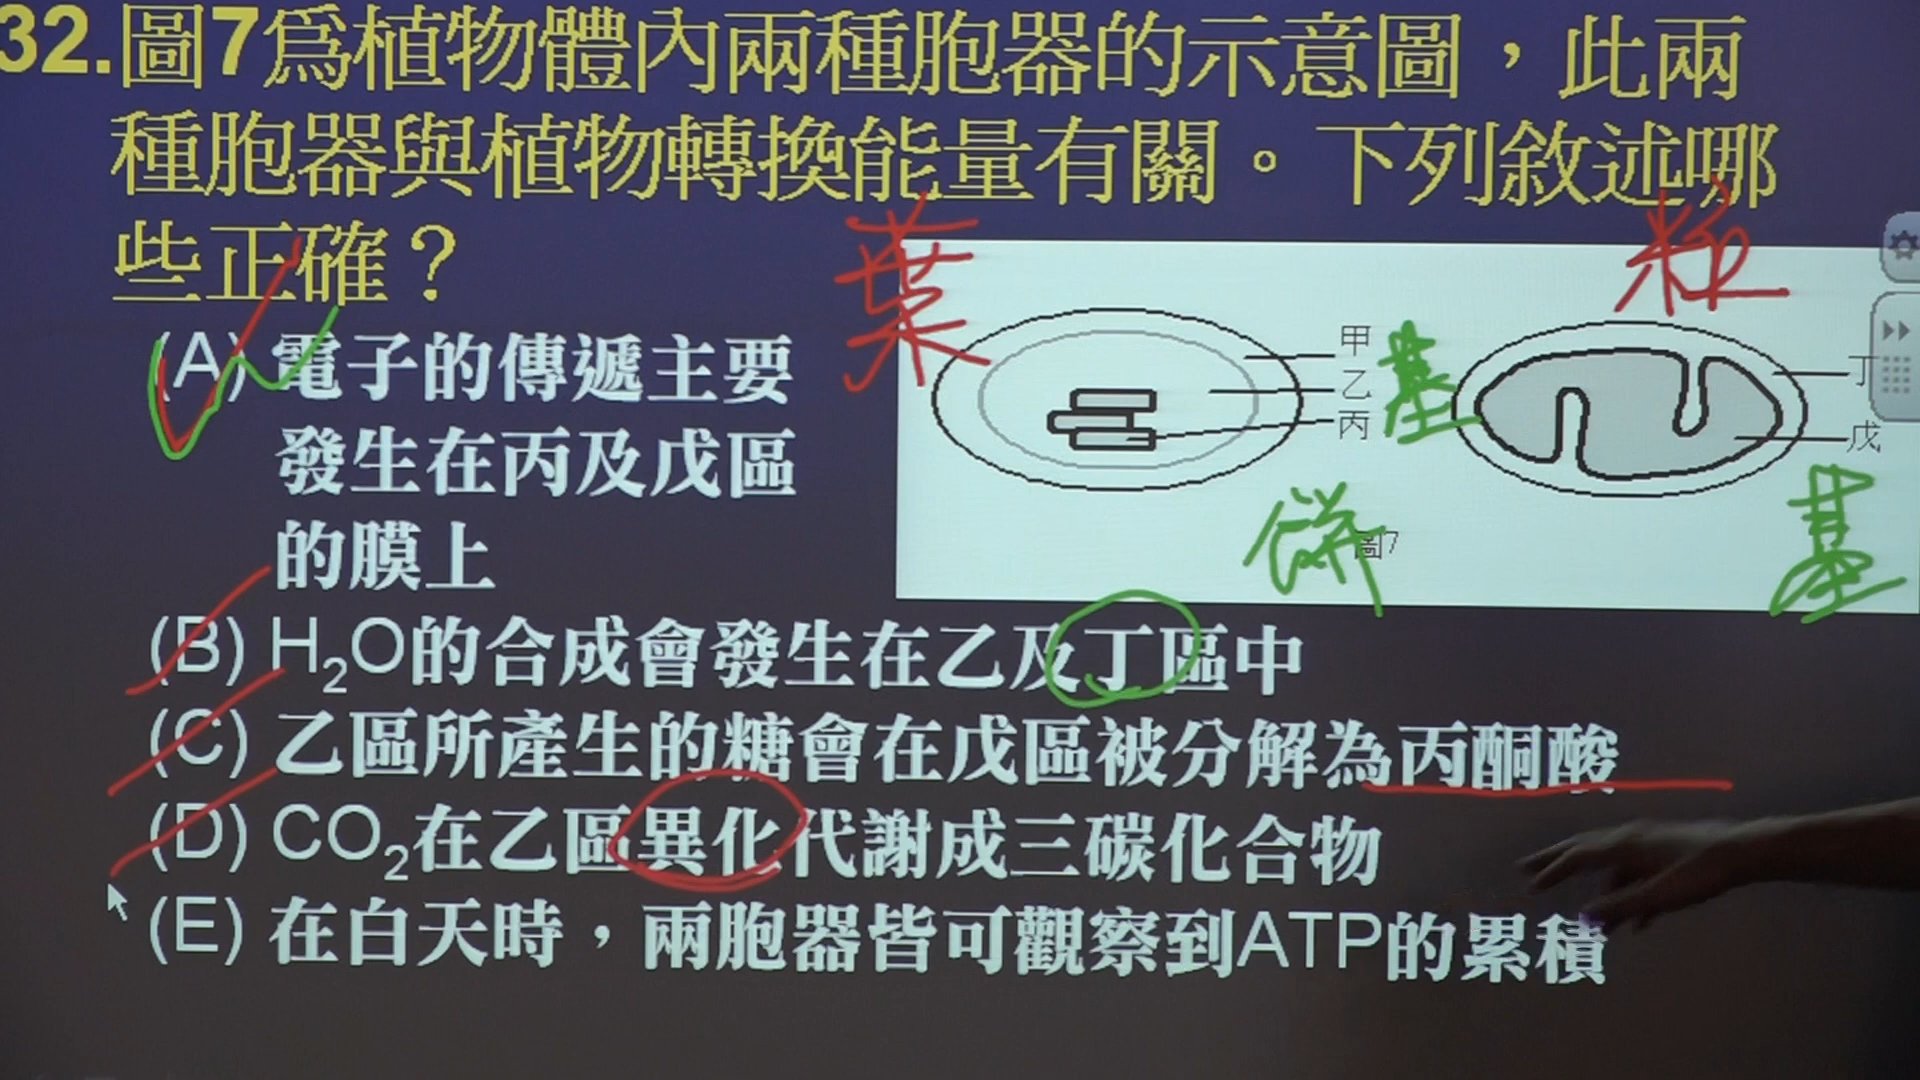 32.圖7爲植物體內兩種胞器的示意圖，此兩
種胞器與植物轉換能量有關。下列敘述哪
些正確？
葉
粒
(A) 電子的傳遞主要
發生在丙及戊區
的膜上
甲
乙
丙
基
丁
戊
餅
基
圖7
(B) H₂O的合成會發生在乙及丁區中
(C) 乙區所產生的糖會在戊區被分解為丙酮酸
(D) CO₂在乙區異化代謝成三碳化合物
(E) 在白天時，兩胞器皆可觀察到ATP的累積